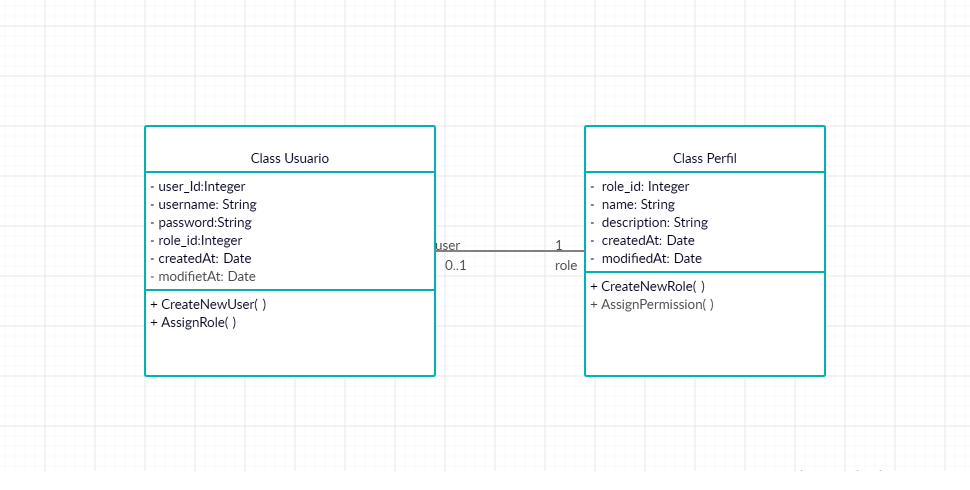 Class Usuario
- user_Id:Integer
- username: String
- password:String
- role_id:Integer
- createdAt: Date
- modifietAt: Date
+ CreateNewUser( )
+ AssignRole( )
user
0..1
1
role
Class Perfil
- role_id: Integer
- name: String
- description: String
- createdAt: Date
- modifiedAt: Date
+ CreateNewRole( )
+ AssignPermission( )